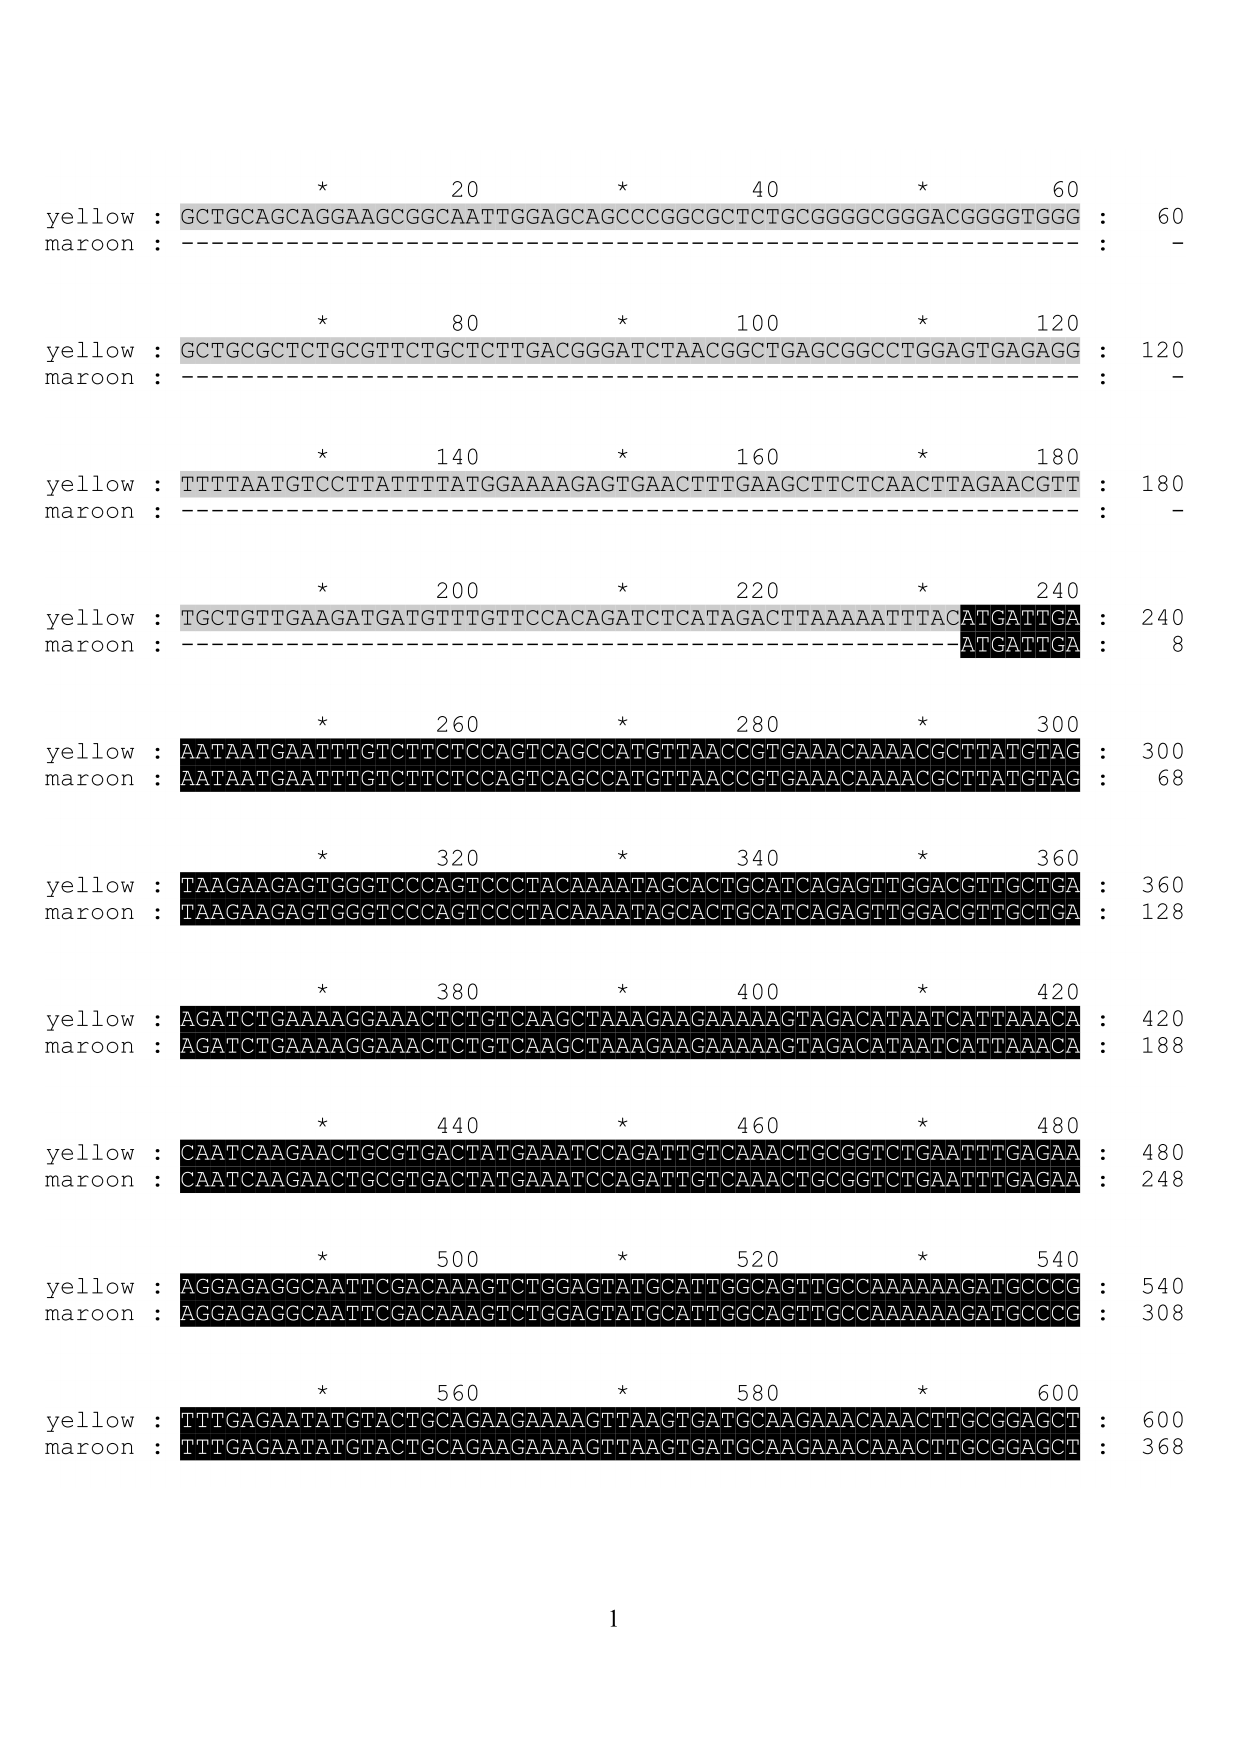 * 20 * 40 * 60
yellow : GCTGCAGCAGGAAGCGGCAATTGGAGCAGCCCGGCGCTCTGCGGGGCGGGACGGGGTGGG : 60
maroon : ------------------------------------------------------------ : -
* 80 * 100 * 120
yellow : GCTGCGCTCTGCGTTCTGCTCTTGACGGGATCTAACGGCTGAGCGGCCTGGAGTGAGAGG : 120
maroon : ------------------------------------------------------------ : -
* 140 * 160 * 180
yellow : TTTTAATGTCCTTATTTTATGGAAAAGAGTGAACTTTGAAGCTTCTCAACTTAGAACGTT : 180
maroon : ------------------------------------------------------------ : -
* 200 * 220 * 240
yellow : TGCTGTTGAAGATGATGTTTGTTCCACAGATCTCATAGACTTAAAAATTTACATGATTGA : 240
maroon : ----------------------------------------------------ATGATTGA : 8
* 260 * 280 * 300
yellow : AATAATGAATTTGTCTTCTCCAGTCAGCCATGTTAACCGTGAAACAAAACGCTTATGTAG : 300
maroon : AATAATGAATTTGTCTTCTCCAGTCAGCCATGTTAACCGTGAAACAAAACGCTTATGTAG : 68
* 320 * 340 * 360
yellow : TAAGAAGAGTGGGTCCCAGTCCCTACAAAATAGCACTGCATCAGAGTTGGACGTTGCTGA : 360
maroon : TAAGAAGAGTGGGTCCCAGTCCCTACAAAATAGCACTGCATCAGAGTTGGACGTTGCTGA : 128
* 380 * 400 * 420
yellow : AGATCTGAAAAGGAAACTCTGTCAAGCTAAAGAAGAAAAAGTAGACATAATCATTAAACA : 420
maroon : AGATCTGAAAAGGAAACTCTGTCAAGCTAAAGAAGAAAAAGTAGACATAATCATTAAACA : 188
* 440 * 460 * 480
yellow : CAATCAAGAACTGCGTGACTATGAAATCCAGATTGTCAAACTGCGGTCTGAATTTGAGAA : 480
maroon : CAATCAAGAACTGCGTGACTATGAAATCCAGATTGTCAAACTGCGGTCTGAATTTGAGAA : 248
* 500 * 520 * 540
yellow : AGGAGAGGCAATTCGACAAAGTCTGGAGTATGCATTGGCAGTTGCCAAAAAAGATGCCCG : 540
maroon : AGGAGAGGCAATTCGACAAAGTCTGGAGTATGCATTGGCAGTTGCCAAAAAAGATGCCCG : 308
* 560 * 580 * 600
yellow : TTTGAGAATATGTACTGCAGAAGAAAAGTTAAGTGATGCAAGAAACAAACTTGCGGAGCT : 600
maroon : TTTGAGAATATGTACTGCAGAAGAAAAGTTAAGTGATGCAAGAAACAAACTTGCGGAGCT : 368
1